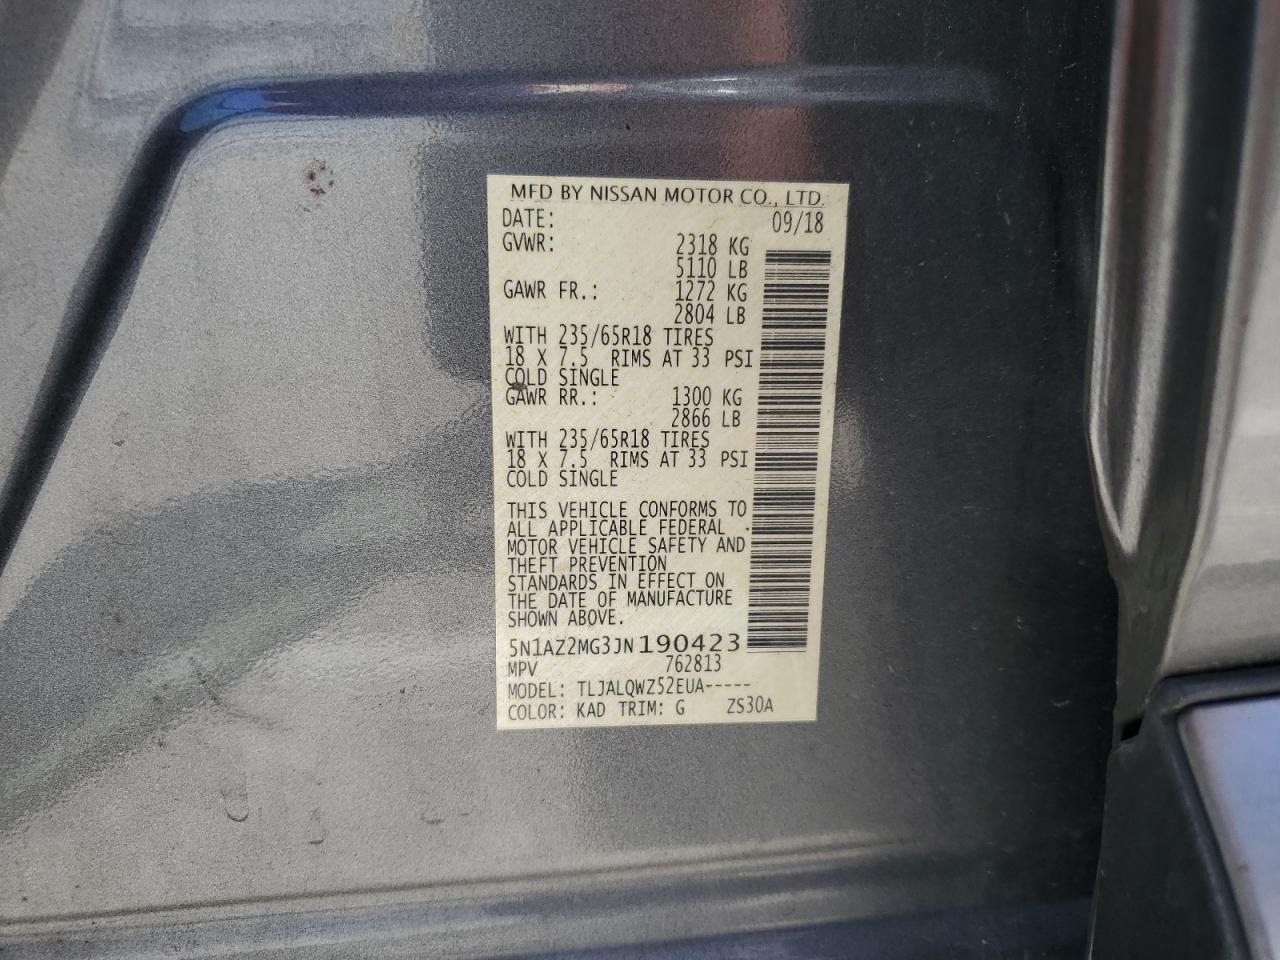 MFD BY NISSAN MOTOR CO., LTD.
DATE: 09/18
GVWR: 2318 KG
5110 LB
GAWR FR.: 1272 KG
2804 LB
WITH 235/65R18 TIRES
18 X 7.5 RIMS AT 33 PSI
COLD SINGLE
GAWR RR.: 1300 KG
2866 LB
WITH 235/65R18 TIRES
18 X 7.5 RIMS AT 33 PSI
COLD SINGLE
THIS VEHICLE CONFORMS TO
ALL APPLICABLE FEDERAL
MOTOR VEHICLE SAFETY AND
THEFT PREVENTION
STANDARDS IN EFFECT ON
THE DATE OF MANUFACTURE
SHOWN ABOVE.
5N1AZ2MG3JN190423
MPV 762813
MODEL: TLJALQWZ52EUA-----
COLOR: KAD TRIM: G ZS30A